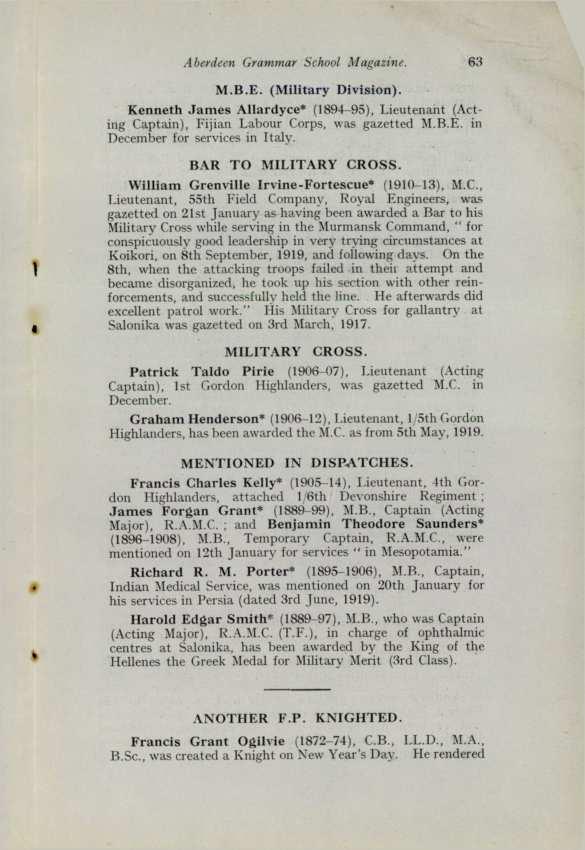 Aberdeen Grammar School Magazine. 63
M.B.E. (Military Division).
Kenneth James Allardyce* (1894–95), Lieutenant (Act-
ing Captain), Fijian Labour Corps, was gazetted M.B.E. in
December for services in Italy.
BAR TO MILITARY CROSS.
William Grenville Irvine-Fortescue* (1910–13), M.C.,
Lieutenant, 55th Field Company, Royal Engineers, was
gazetted on 21st January as having been awarded a Bar to his
Military Cross while serving in the Murmansk Command, “ for
conspicuously good leadership in very trying circumstances at
Koikori, on 8th September, 1919, and following days. On the
8th, when the attacking troops failed in their attempt and
became disorganized, he took up his section with other rein-
forcements, and successfully held the line. He afterwards did
excellent patrol work.” His Military Cross for gallantry at
Salonika was gazetted on 3rd March, 1917.
MILITARY CROSS.
Patrick Taldo Pirie (1906–07), Lieutenant (Acting
Captain), 1st Gordon Highlanders, was gazetted M.C. in
December.
Graham Henderson* (1906–12), Lieutenant, 1/5th Gordon
Highlanders, has been awarded the M.C. as from 5th May, 1919.
MENTIONED IN DISPATCHES.
Francis Charles Kelly* (1905–14), Lieutenant, 4th Gor-
don Highlanders, attached 1/6th Devonshire Regiment ;
James Forgan Grant* (1889–99), M.B., Captain (Acting
Major), R.A.M.C. ; and Benjamin Theodore Saunders*
(1896–1908), M.B., Temporary Captain, R.A.M.C., were
mentioned on 12th January for services “ in Mesopotamia.”
Richard R. M. Porter* (1895–1906), M.B., Captain,
Indian Medical Service, was mentioned on 20th January for
his services in Persia (dated 3rd June, 1919).
Harold Edgar Smith* (1889–97), M.B., who was Captain
(Acting Major), R.A.M.C. (T.F.), in charge of ophthalmic
centres at Salonika, has been awarded by the King of the
Hellenes the Greek Medal for Military Merit (3rd Class).
ANOTHER F.P. KNIGHTED.
Francis Grant Ogilvie (1872–74), C.B., LL.D., M.A.,
B.Sc., was created a Knight on New Year's Day. He rendered